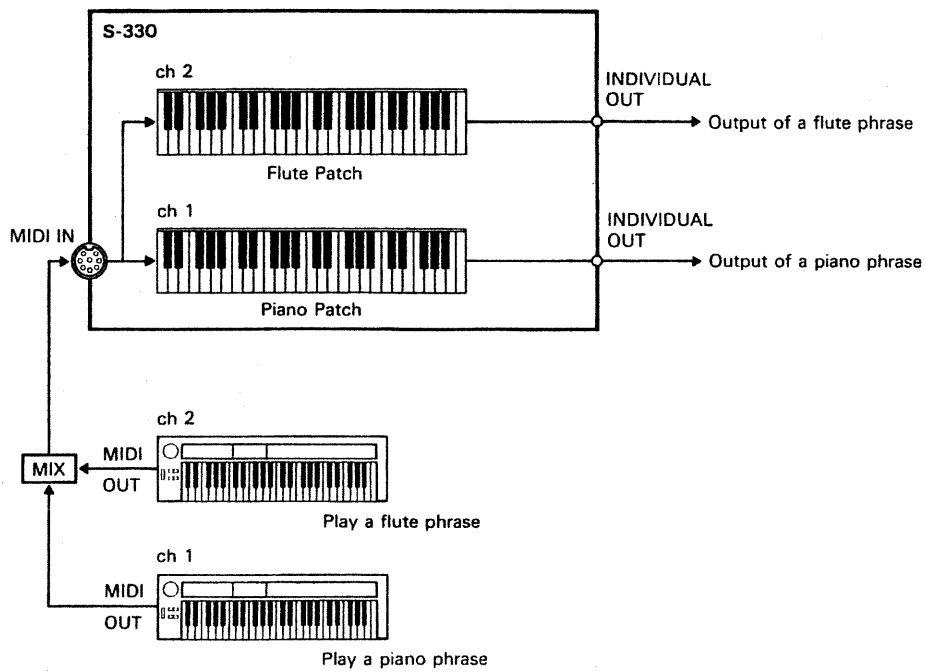 S-330
ch 2
INDIVIDUAL
OUT
Output of a flute phrase
Flute Patch
ch 1
INDIVIDUAL
OUT
MIDI IN
Output of a piano phrase
Piano Patch
ch 2
MIX
MIDI
OUT
Play a flute phrase
ch 1
MIDI
OUT
Play a piano phrase